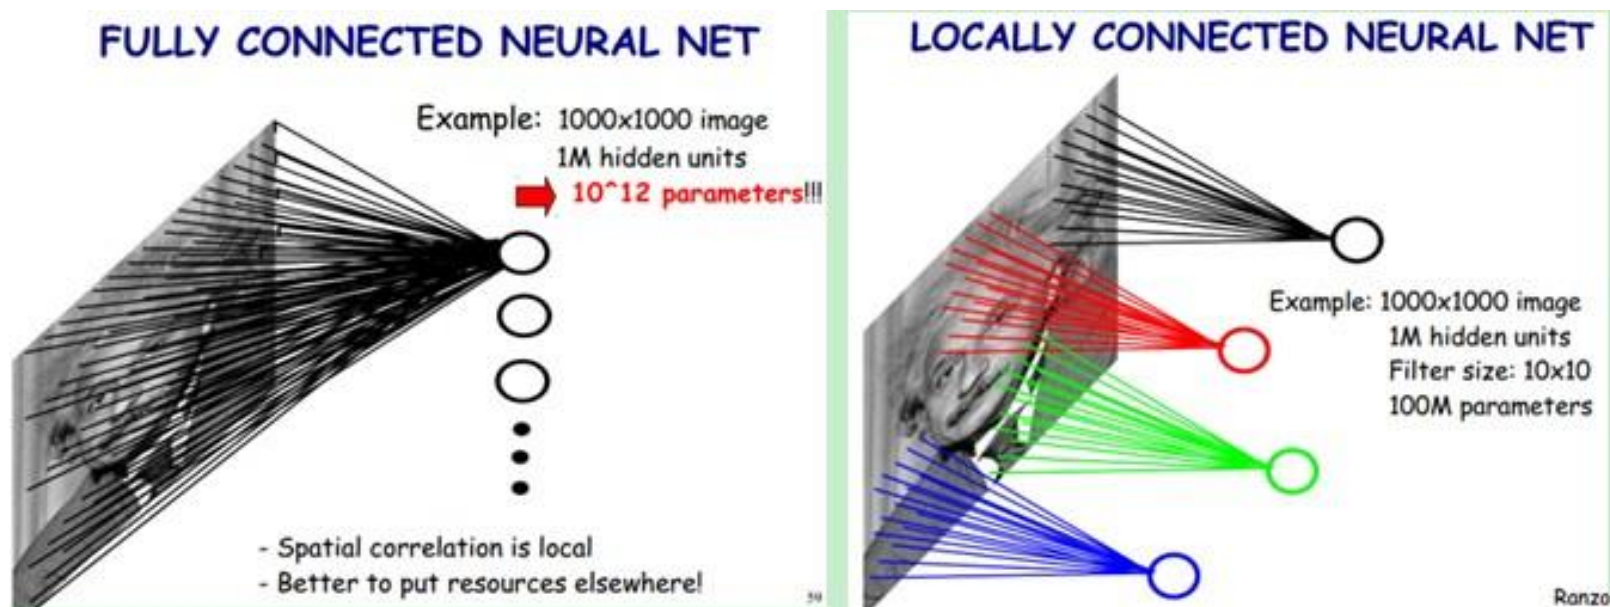 FULLY CONNECTED NEURAL NET
Example: 1000x1000 image
1M hidden units
10^12 parameters!!!
- Spatial correlation is local
- Better to put resources elsewhere!
LOCALLY CONNECTED NEURAL NET
Example: 1000x1000 image
1M hidden units
Filter size: 10x10
100M parameters
Ranzo